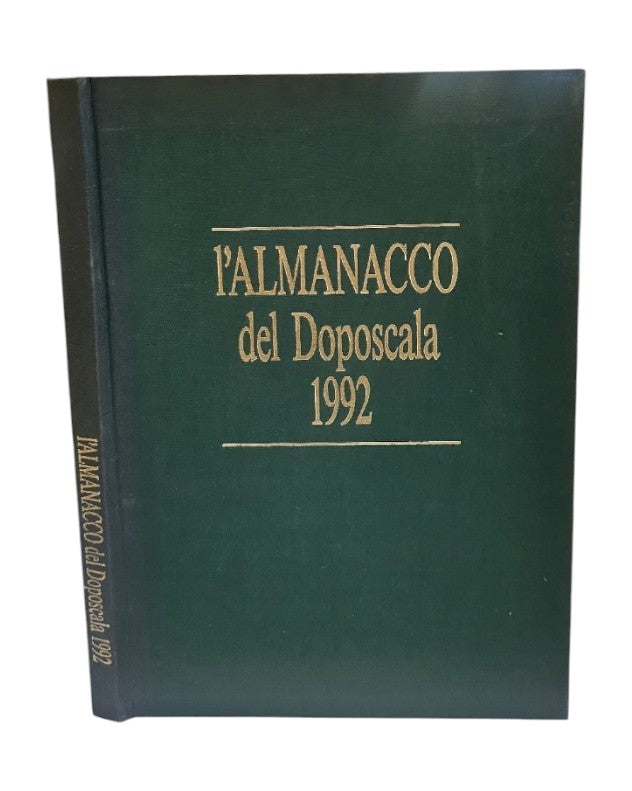 l'ALMANACCO
del Doposcala
1992
l'ALMANACCO del Doposcala 1992